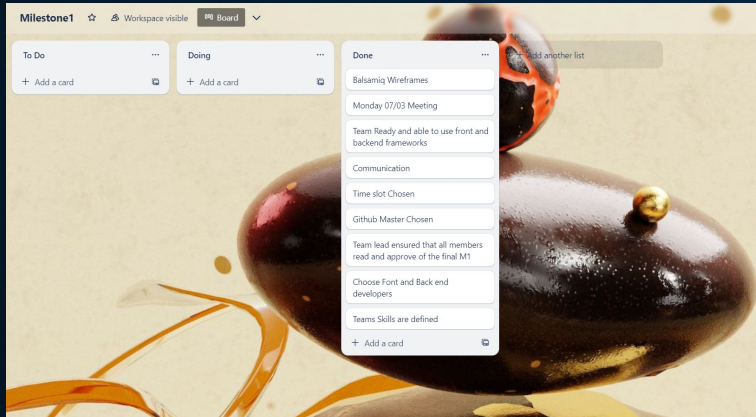 Milestone1 Workspace visible Board
To Do
+ Add a card
Doing
+ Add a card
Done
Balsamiq Wireframes
Monday 07/03 Meeting
Team Ready and able to use front and
backend frameworks
Communication
Time slot Chosen
Github Master Chosen
Team lead ensured that all members
read and approve of the final M1
Choose Font and Back end
developers
Teams Skills are defined
+ Add a card
+ Add another list